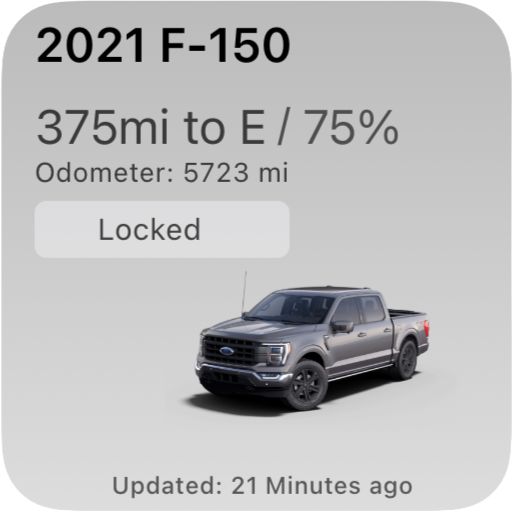 2021 F-150
375mi to E / 75%
Odometer: 5723 mi
Locked
Updated: 21 Minutes ago